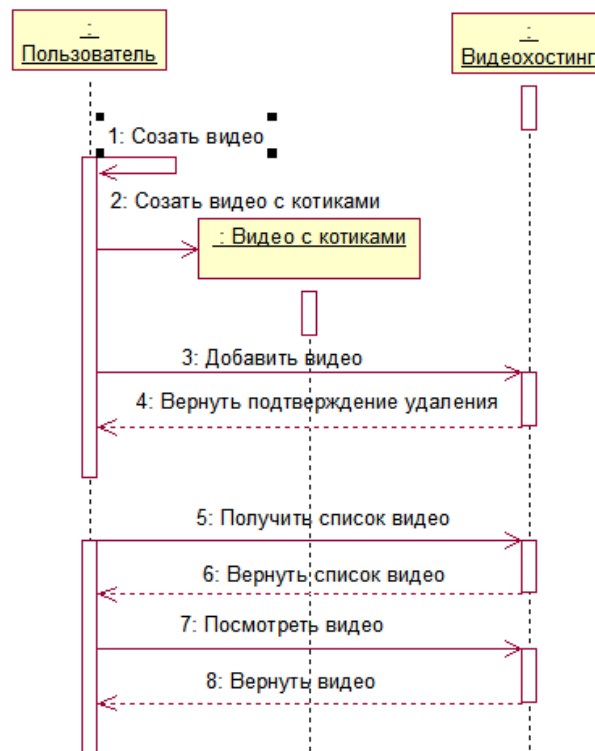 _:
Пользователь
_:
Видеохостинг
1: Созать видео
2: Созать видео с котиками
_: Видео с котиками
3: Добавить видео
4: Вернуть подтверждение удаления
5: Получить список видео
6: Вернуть список видео
7: Посмотреть видео
8: Вернуть видео